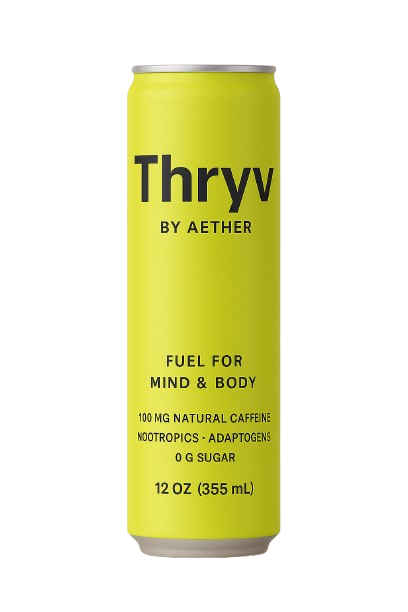 Thryv
BY AETHER
FUEL FOR
MIND & BODY
100 MG NATURAL CAFFEINE
NOOTROPICS · ADAPTOGENS
0 G SUGAR
12 OZ (355 mL)